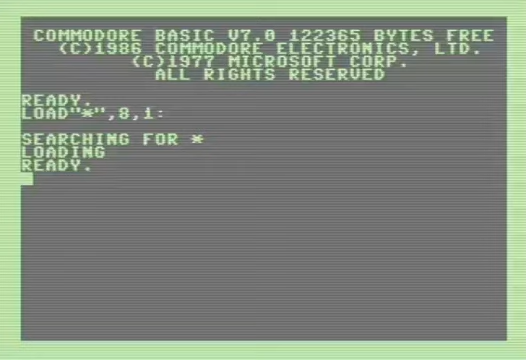 COMMODORE BASIC V7.0 122365 BYTES FREE
(C)1986 COMMODORE ELECTRONICS, LTD.
(C)1977 MICROSOFT CORP.
ALL RIGHTS RESERVED
READY.
LOAD"*",8,1:
SEARCHING FOR *
LOADING
READY.